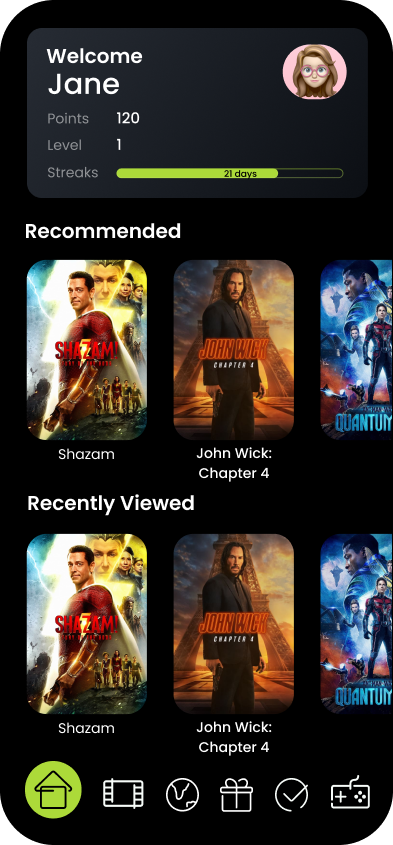 Welcome
Jane
Points 120
Level 1
Streaks 21 days
Recommended
SHAZAM!
JOHN WICK
CHAPTER 4
QUANTUM
Shazam
John Wick:
Chapter 4
Recently Viewed
SHAZAM!
JOHN WICK
CHAPTER 4
QUANTUM
Shazam
John Wick:
Chapter 4